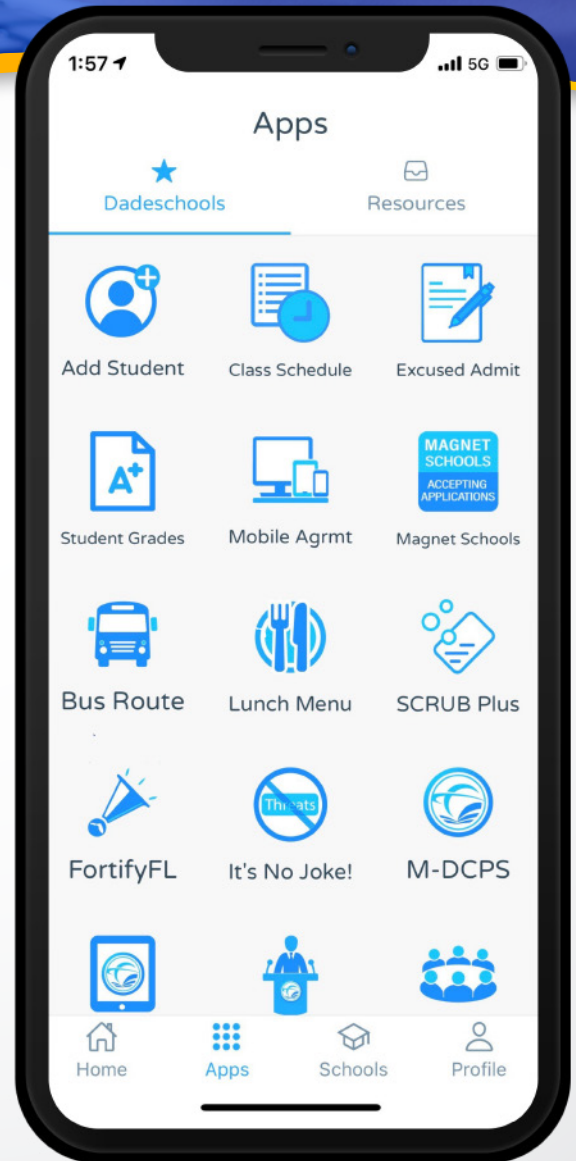 1:57
5G
Apps
Dadeschools
Resources
Add Student
Class Schedule
Excused Admit
A+
Student Grades
Mobile Agrmt
MAGNET
SCHOOLS
ACCEPTING
APPLICATIONS
Magnet Schools
Bus Route
Lunch Menu
SCRUB Plus
FortifyFL
Threats
It's No Joke!
M-DCPS
Home
Apps
Schools
Profile